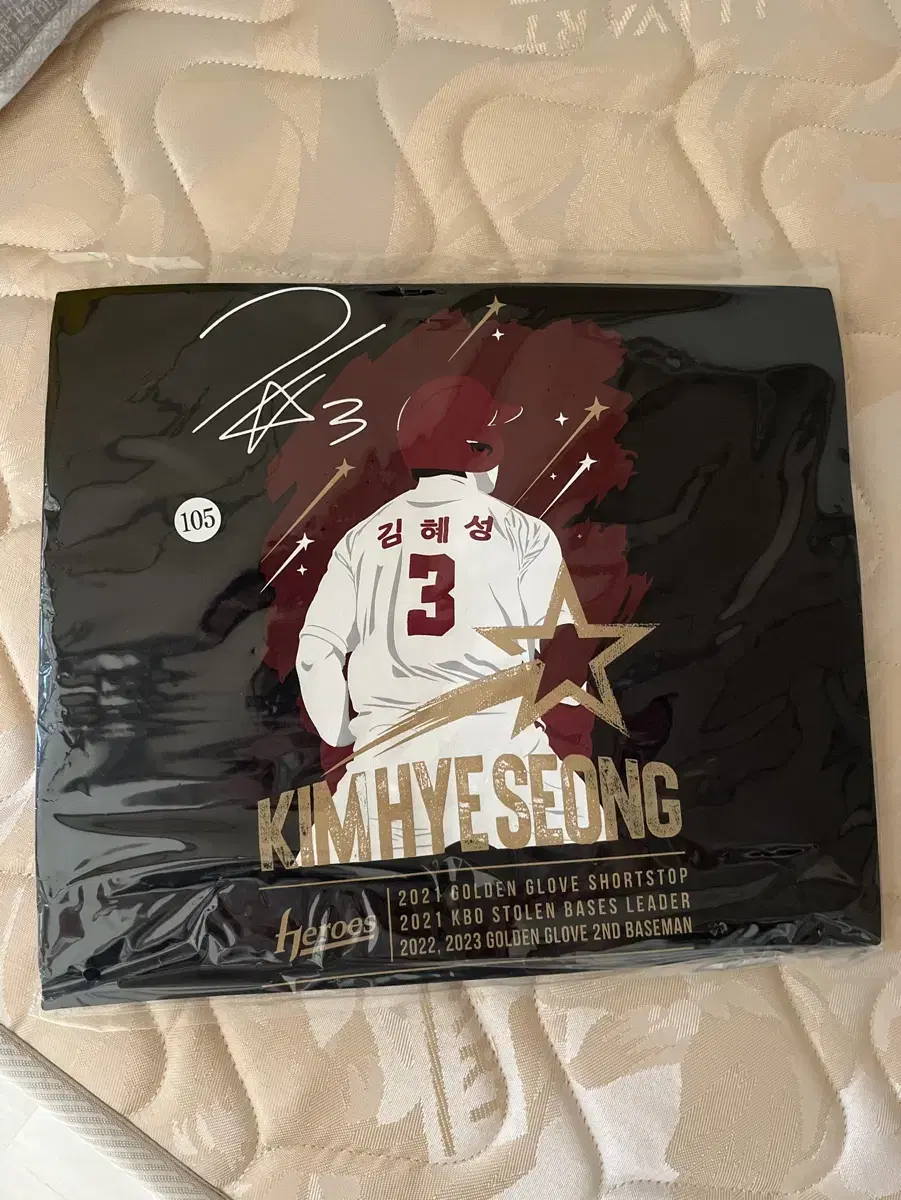 3
105
김혜성
3
KIM HYE SEONG
heroes
2021 GOLDEN GLOVE SHORTSTOP
2021 KBO STOLEN BASES LEADER
2022, 2023 GOLDEN GLOVE 2ND BASEMAN